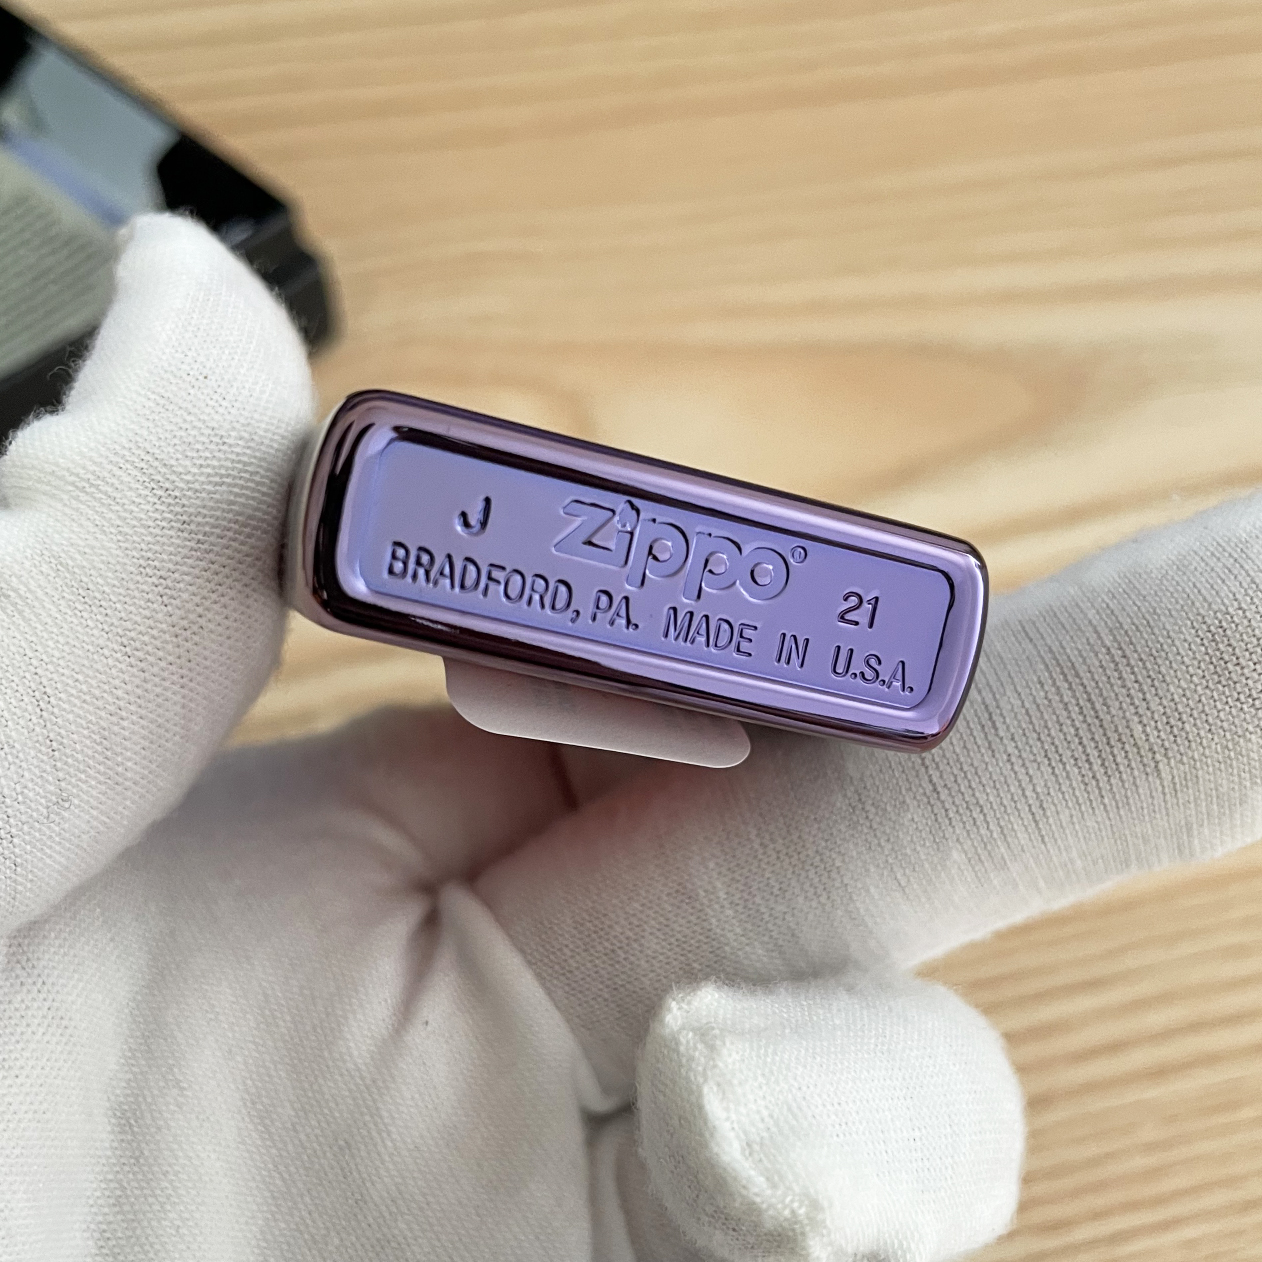 J Zippo® 21
BRADFORD, PA. MADE IN U.S.A.